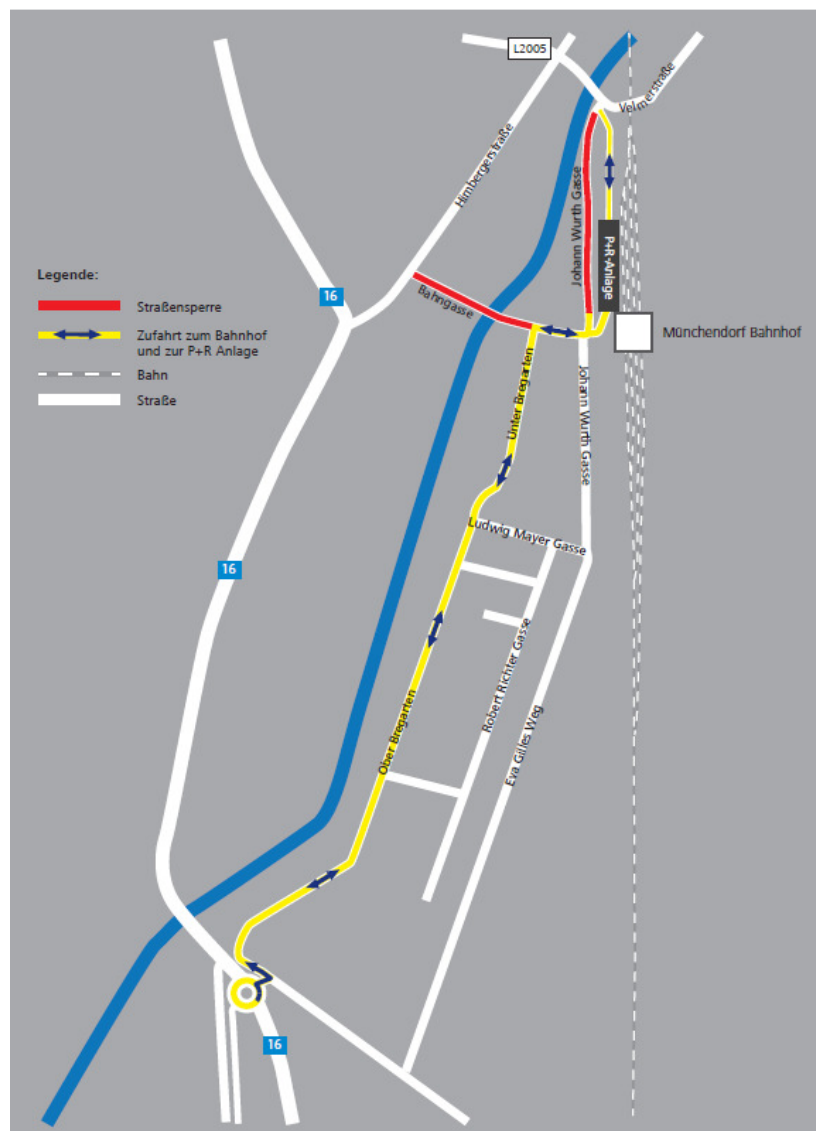 L2005
Velmerstraße
Himbergerstraße
Johann Wurth Gasse
P+R-Anlage
Legende:
16
Straßensperre
Bahngasse
Zufahrt zum Bahnhof
und zur P+R Anlage
Münchendorf Bahnhof
Bahn
Straße
Unter Bregarten
Johann Wurth Gasse
Ludwig Mayer Gasse
16
Robert Richter Gasse
Ober Bregarten
Eva Gilles Weg
16